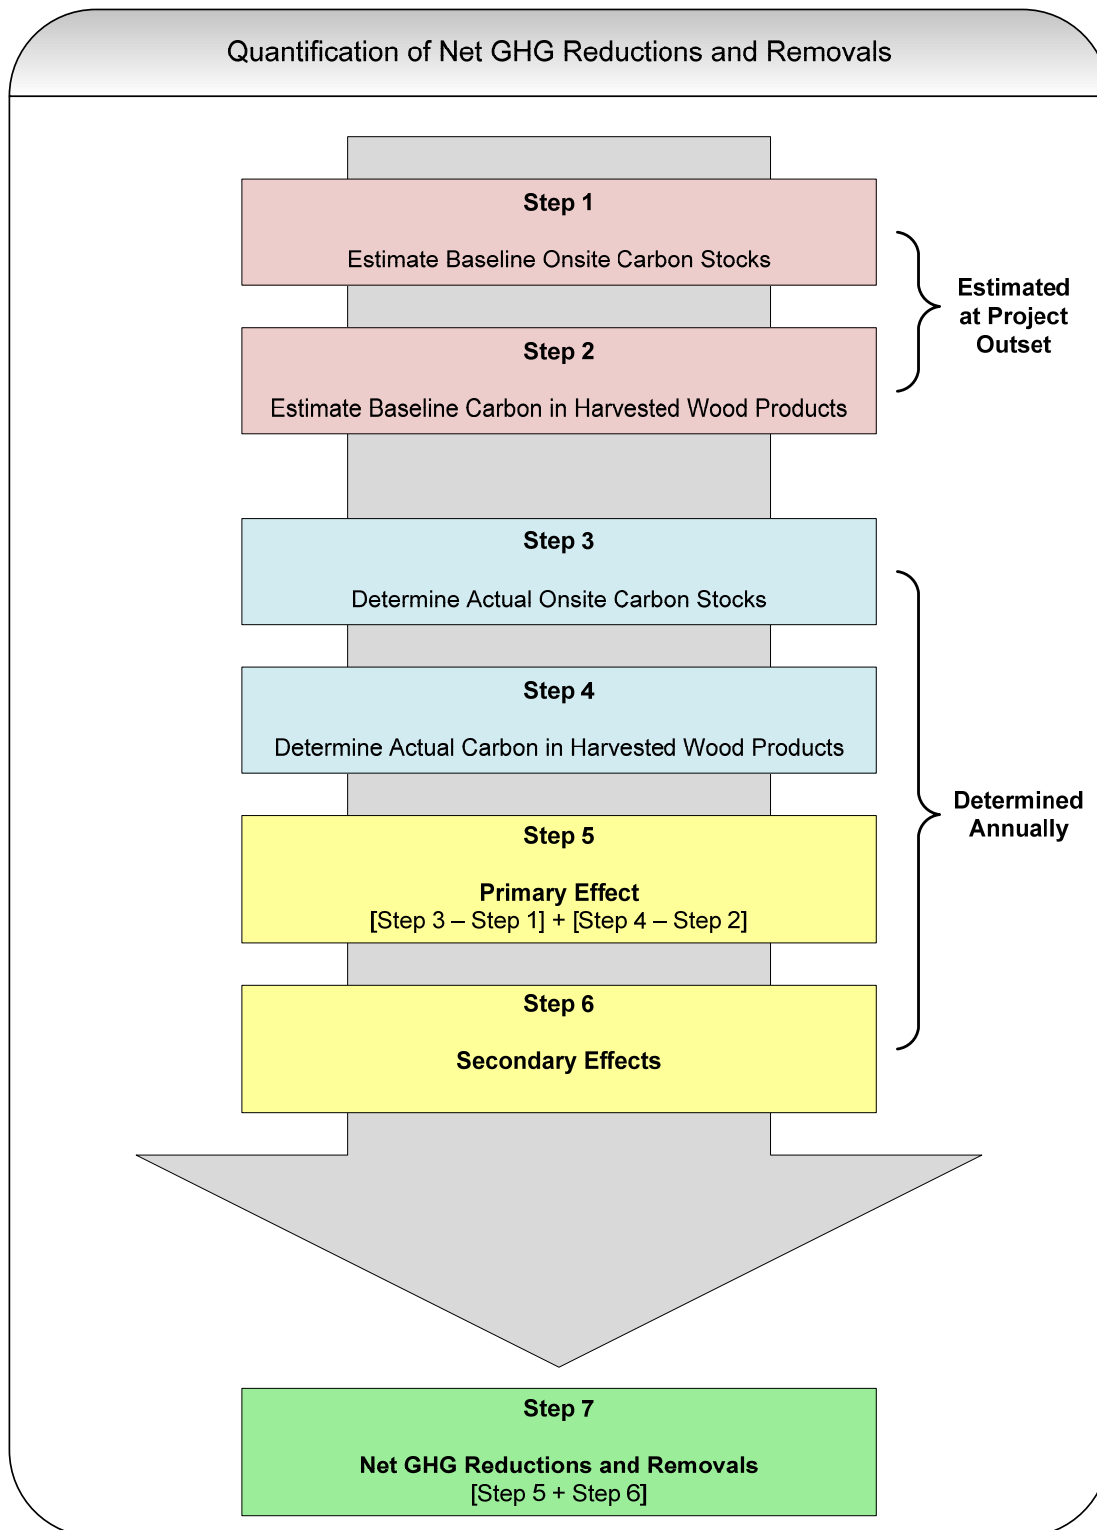 Quantification of Net GHG Reductions and Removals
Step 1
Estimate Baseline Onsite Carbon Stocks
Step 2
Estimate Baseline Carbon in Harvested Wood Products
Estimated
at Project
Outset
Step 3
Determine Actual Onsite Carbon Stocks
Step 4
Determine Actual Carbon in Harvested Wood Products
Step 5
Primary Effect
[Step 3 – Step 1] + [Step 4 – Step 2]
Step 6
Secondary Effects
Determined
Annually
Step 7
Net GHG Reductions and Removals
[Step 5 + Step 6]